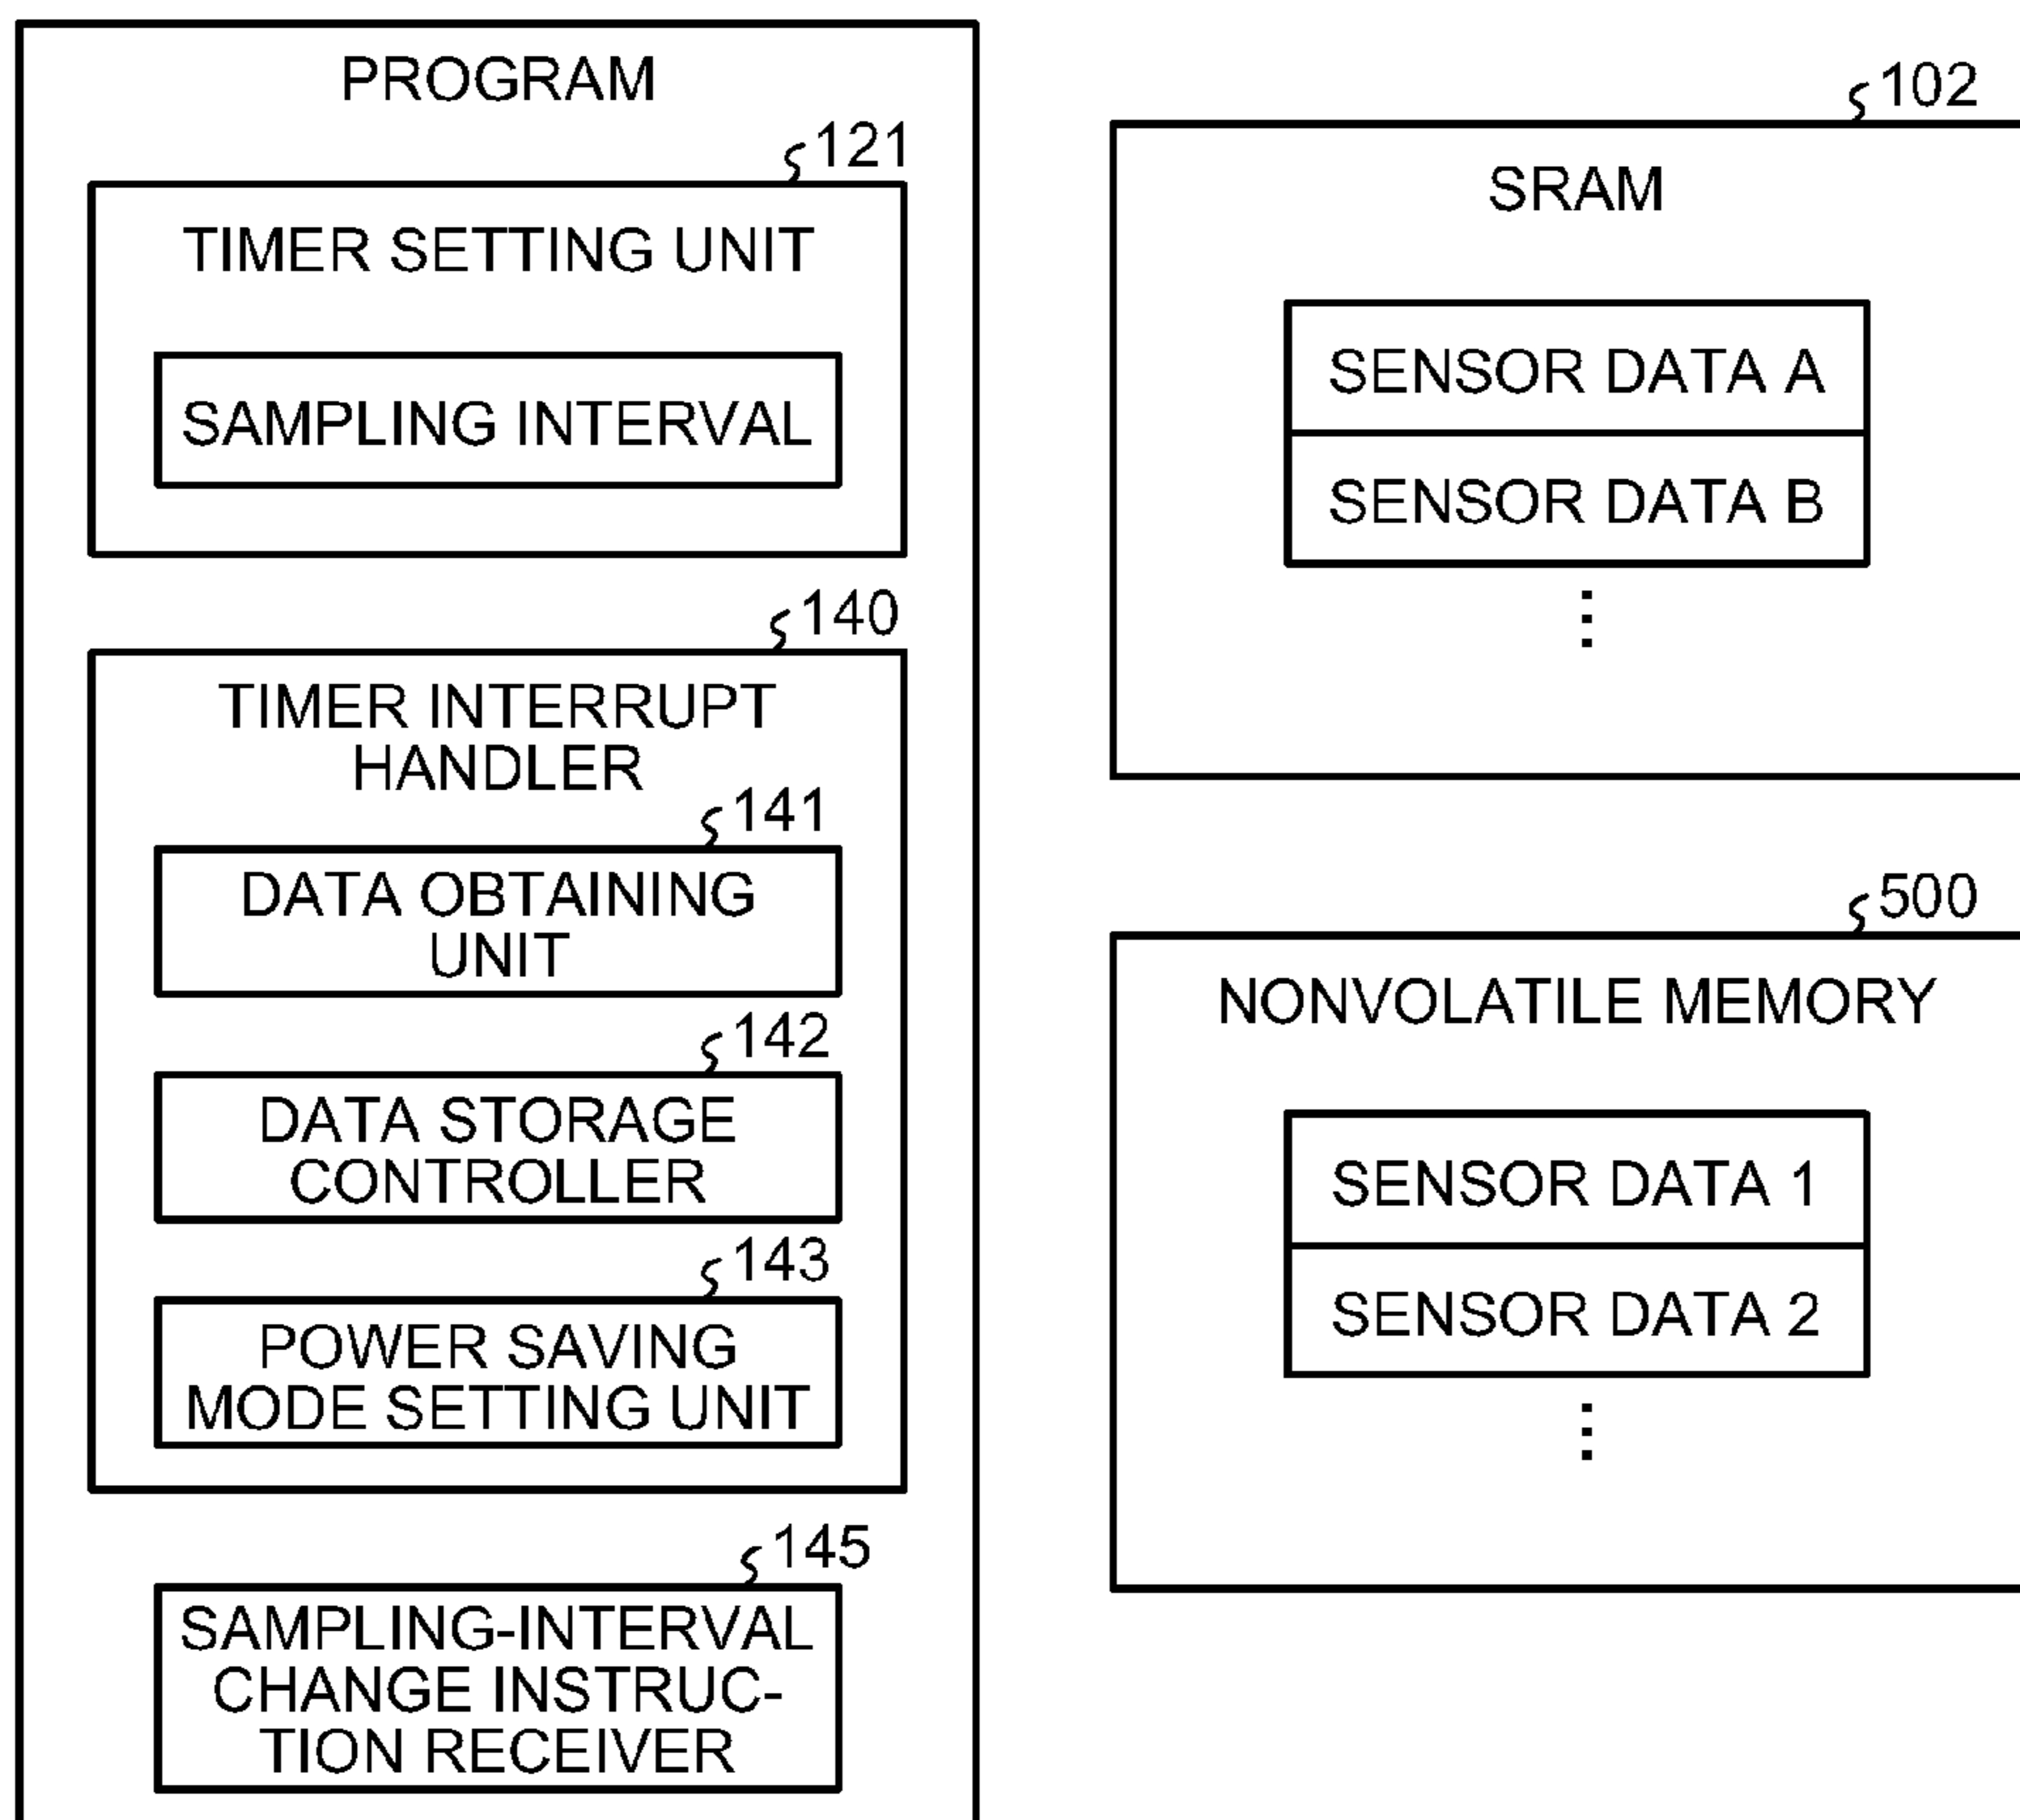 PROGRAM
121
TIMER SETTING UNIT
SAMPLING INTERVAL
140
TIMER INTERRUPT
HANDLER
141
DATA OBTAINING
UNIT
142
DATA STORAGE
CONTROLLER
143
POWER SAVING
MODE SETTING UNIT
145
SAMPLING-INTERVAL
CHANGE INSTRUC-
TION RECEIVER
102
SRAM
SENSOR DATA A
SENSOR DATA B
⋮
500
NONVOLATILE MEMORY
SENSOR DATA 1
SENSOR DATA 2
⋮